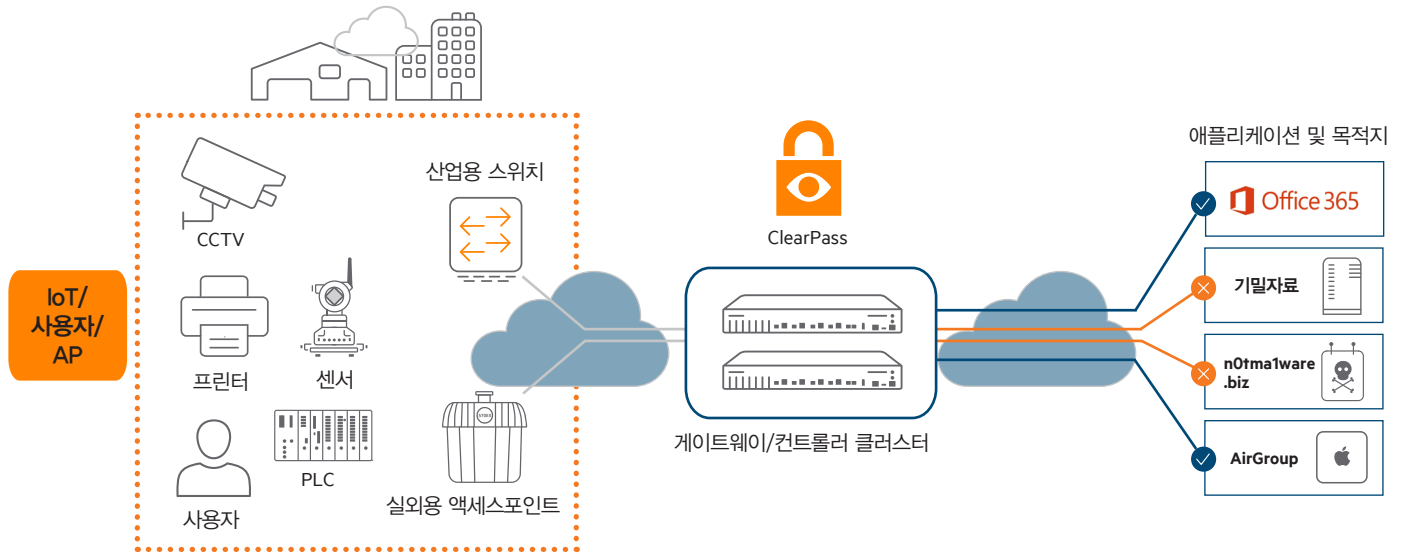 애플리케이션 및 목적지
산업용 스위치
CCTV
ClearPass
Office 365
IoT/
사용자/
AP
기밀자료
프린터
센서
n0tma1ware
.biz
게이트웨이/컨트롤러 클러스터
AirGroup
PLC
사용자
실외용 액세스포인트